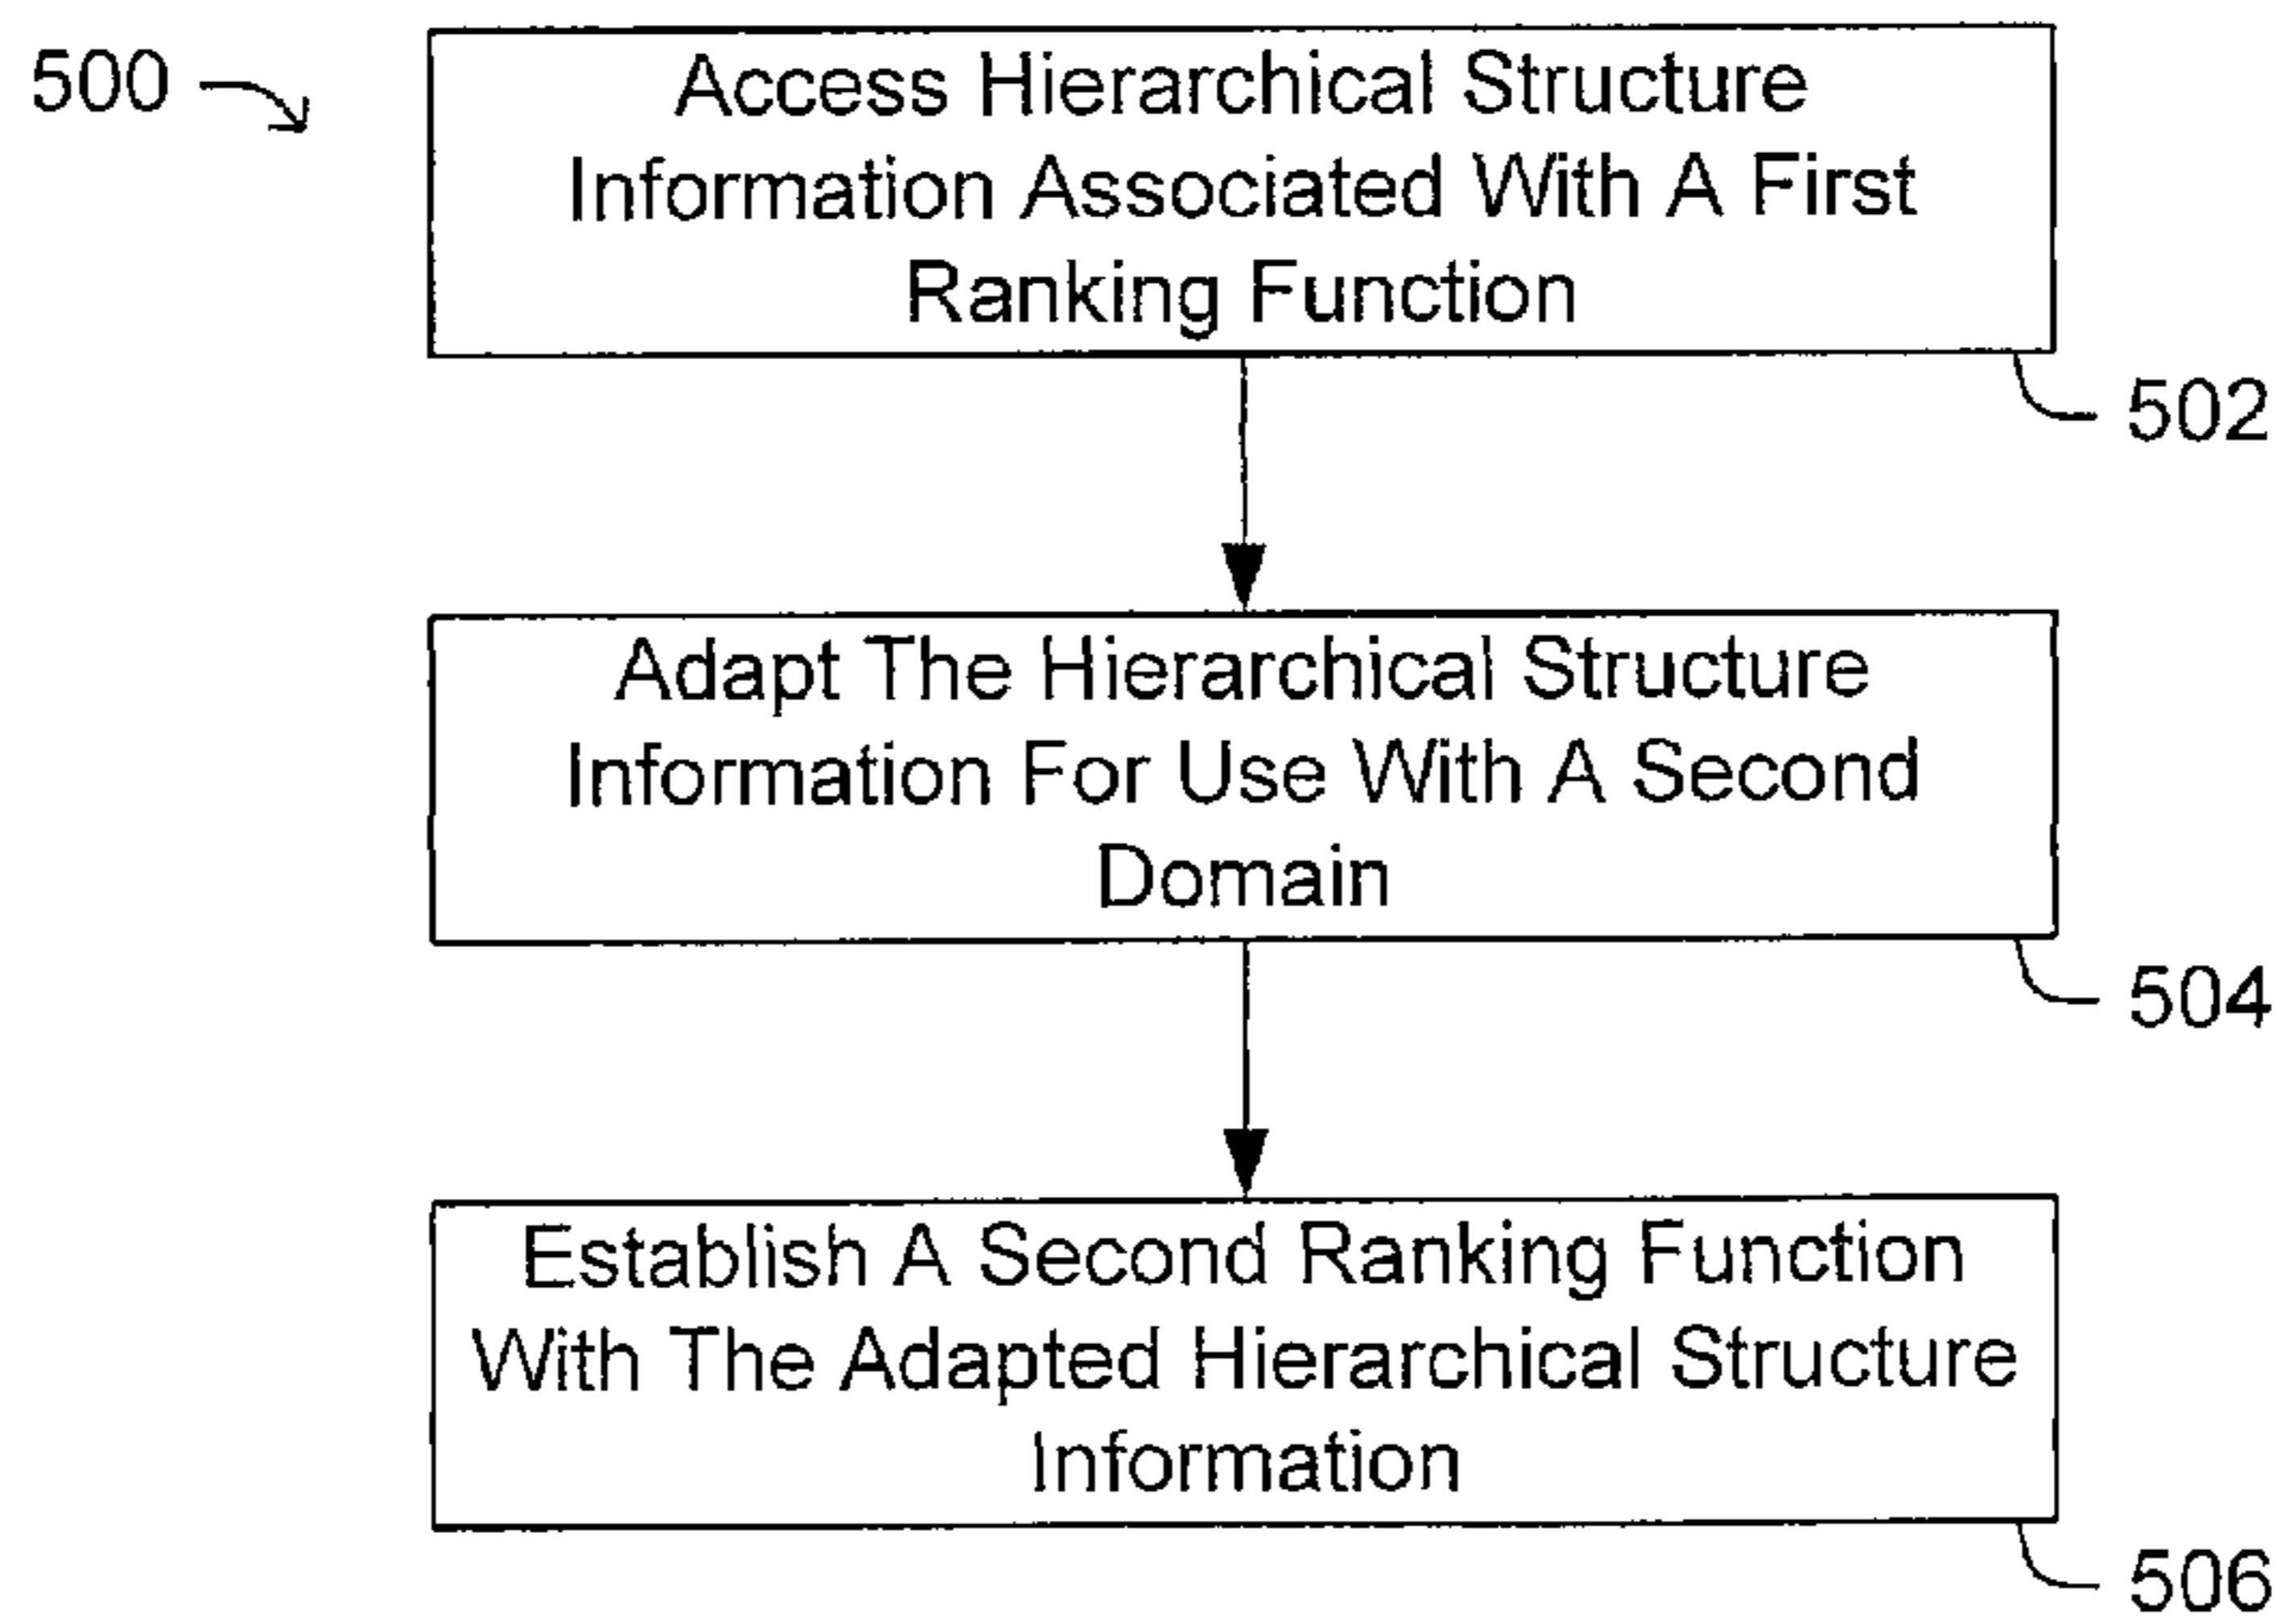 500
Access Hierarchical Structure
Information Associated With A First
Ranking Function
502
Adapt The Hierarchical Structure
Information For Use With A Second
Domain
504
Establish A Second Ranking Function
With The Adapted Hierarchical Structure
Information
506